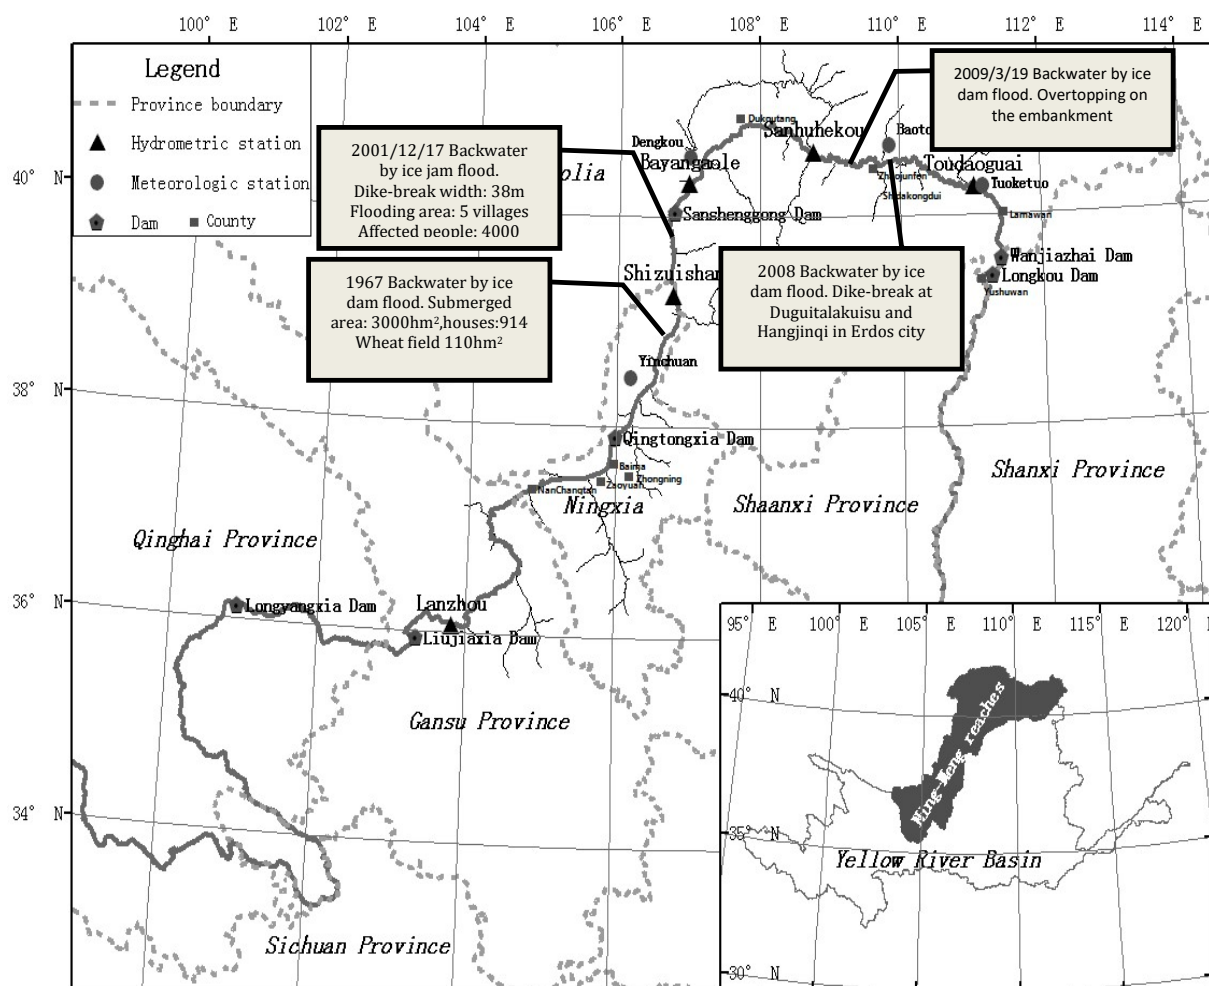 100° E 102° E 104° E 106° E 108° E 110° E 112° E 114° E
Legend
Province boundary
Hydrometric station
Meteorologic station
Dam County
40° N
38° N
36° N
34° N
2001/12/17 Backwater
by ice jam flood.
Dike-break width: 38m
Flooding area: 5 villages
Affected people: 4000
1967 Backwater by ice
dam flood. Submerged
area: 3000hm²,houses:914
Wheat field 110hm²
2009/3/19 Backwater by ice
dam flood. Overtopping on
the embankment
2008 Backwater by ice
dam flood. Dike-break at
Duguitalakuisu and
Hangjinqi in Erdos city
olia
Dengkou
Bayangaole
Sanshenggong Dam
Shizuishan
Sanhuhekou
Baoto
Zhaojunfen
Shidakongdui
Toudaoguai
Tuoketuo
Lamawan
Wanjiazhai Dam
Longkou Dam
Yushuwan
Yinchuan
Qingtongxia Dam
Zhongning
Zaoyuan
NanChangtan
Ningxia
Shaanxi Province
Shanxi Province
Qinghai Province
Longyangxia Dam
Lanzhou
Liujiaxia Dam
Gansu Province
Sichuan Province
95° E 100° E 105° E 110° E 115° E 120°
40° N
35° N
30° N
Ning-Meng reaches
Yellow River Basin